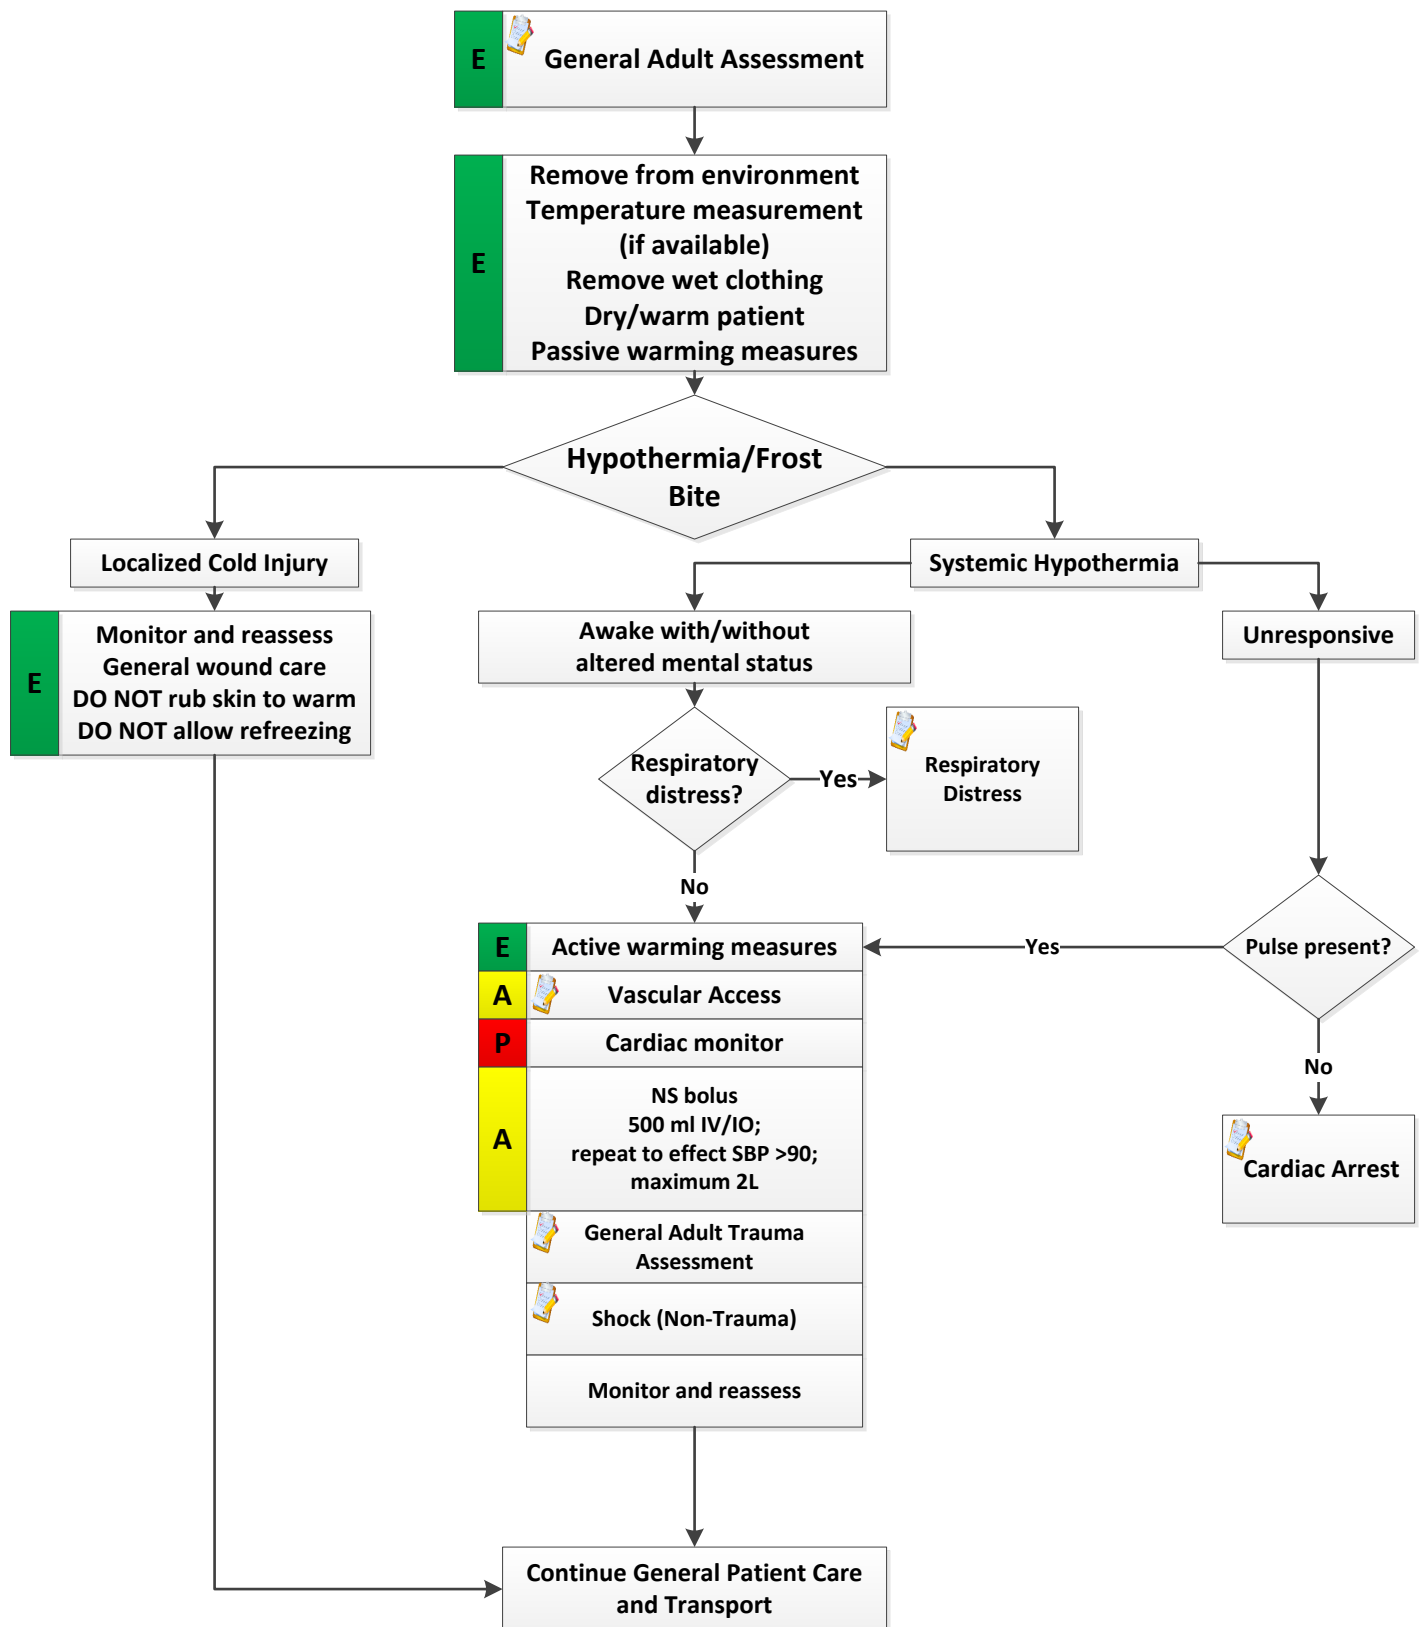 E
General Adult Assessment
E
Remove from environment
Temperature measurement
(if available)
Remove wet clothing
Dry/warm patient
Passive warming measures
Hypothermia/Frost
Bite
Localized Cold Injury
Systemic Hypothermia
E
Monitor and reassess
General wound care
DO NOT rub skin to warm
DO NOT allow refreezing
Awake with/without
altered mental status
Unresponsive
Respiratory
distress?
Yes
Respiratory
Distress
No
E
Active warming measures
Yes
Pulse present?
A
Vascular Access
P
Cardiac monitor
A
NS bolus
500 ml IV/IO;
repeat to effect SBP >90;
maximum 2L
No
Cardiac Arrest
General Adult Trauma
Assessment
Shock (Non-Trauma)
Monitor and reassess
Continue General Patient Care
and Transport